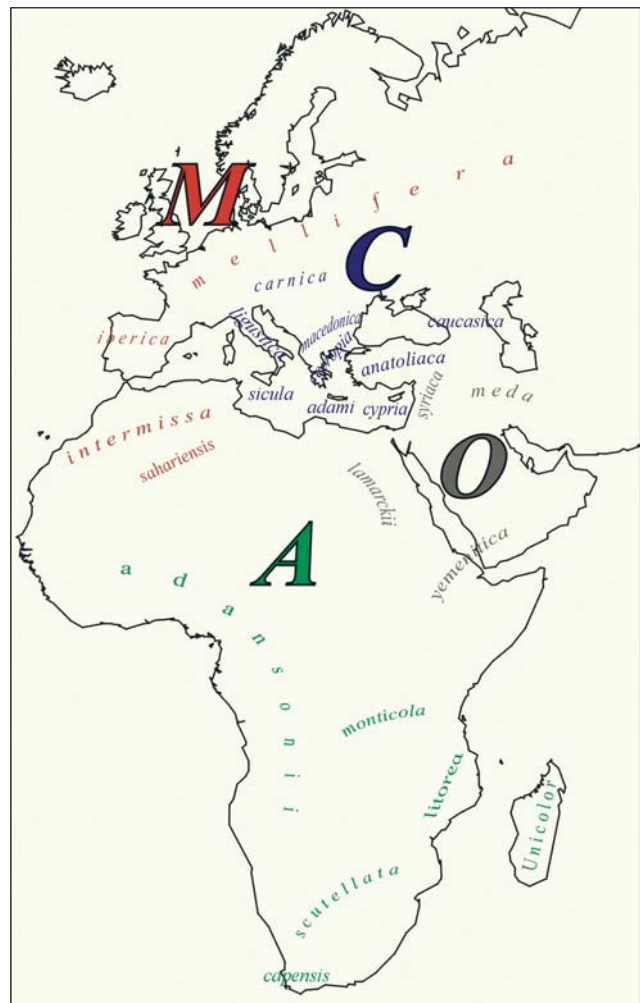 M
mellifera
C
carnica
iberica
ligustica
macedonica
cecropia
caucasica
anatoliaca
sicula
adami
cypria
syriaca
meda
intermissa
sahariensis
lamarckii
O
A
yemenitica
adansonii
monticola
litorea
Unicolor
scutellata
capensis